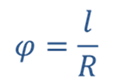 φ = l / R